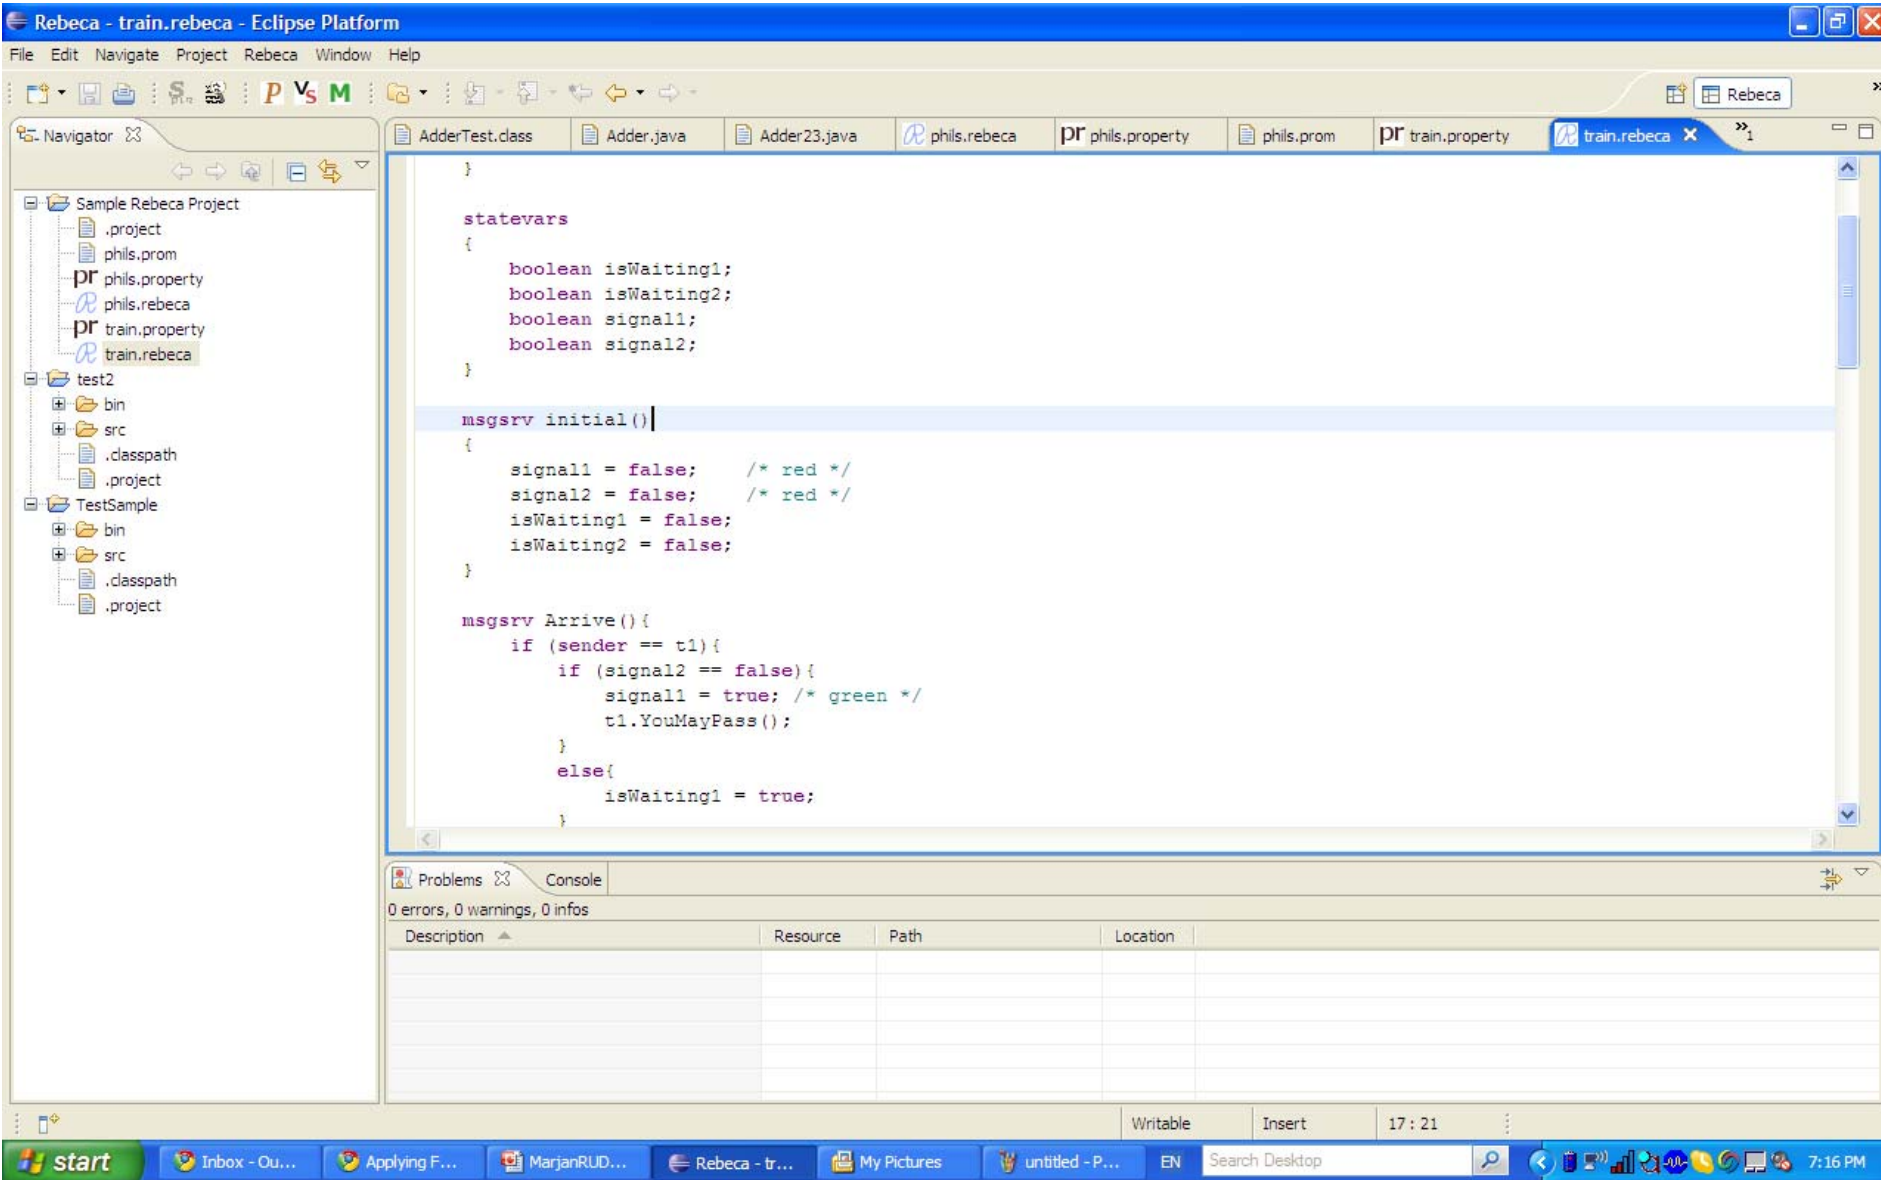 Rebeca - train.rebeca - Eclipse Platform
File Edit Navigate Project Rebeca Window Help
P Vs M
Rebeca
Navigator
AdderTest.class Adder.java Adder23.java phils.rebeca pr phils.property phils.prom pr train.property train.rebeca »1
Sample Rebeca Project
.project
phils.prom
pr phils.property
phils.rebeca
pr train.property
train.rebeca
test2
bin
src
.classpath
.project
TestSample
bin
src
.classpath
.project
}
statevars
{
boolean isWaiting1;
boolean isWaiting2;
boolean signal1;
boolean signal2;
}
msgsrv initial()
{
signal1 = false; /* red */
signal2 = false; /* red */
isWaiting1 = false;
isWaiting2 = false;
}
msgsrv Arrive(){
if (sender == t1){
if (signal2 == false){
signal1 = true; /* green */
t1.YouMayPass();
}
else{
isWaiting1 = true;
}
Problems Console
0 errors, 0 warnings, 0 infos
Description Resource Path Location
Writable Insert 17 : 21
start Inbox - Ou... Applying F... MarjanRUD... Rebeca - tr... My Pictures untitled - P... EN Search Desktop 7:16 PM